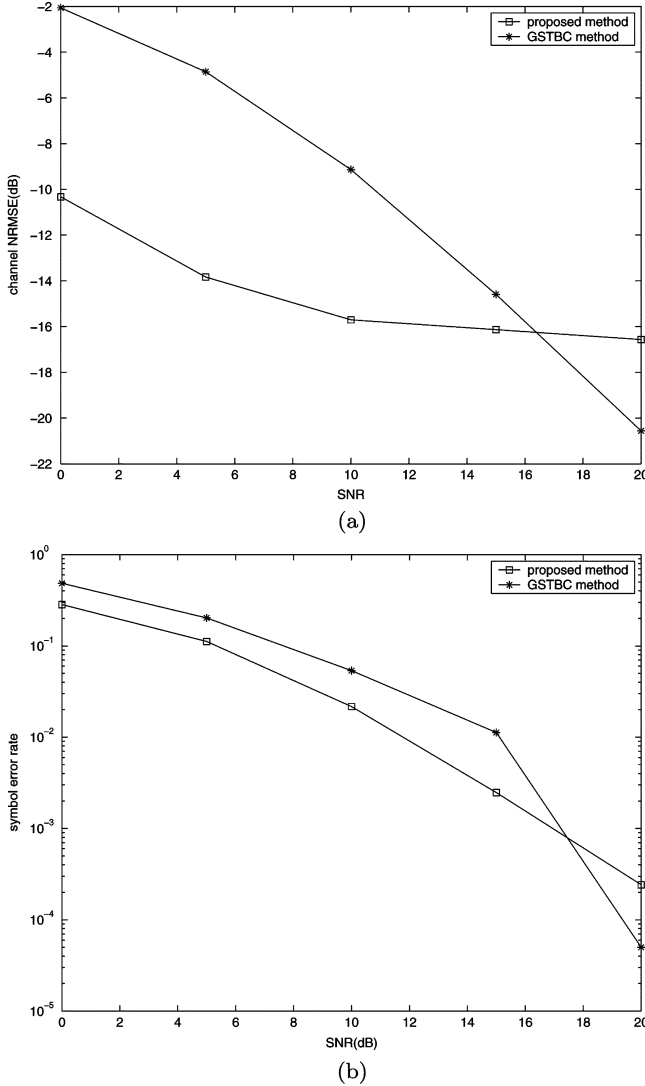 −2
−4
−6
−8
−10
−12
−14
−16
−18
−20
−22
channel NRMSE(dB)
proposed method
GSTBC method
0 2 4 6 8 10 12 14 16 18 20
SNR
(a)
10^0
10^−1
10^−2
10^−3
10^−4
10^−5
symbol error rate
proposed method
GSTBC method
0 2 4 6 8 10 12 14 16 18 20
SNR(dB)
(b)